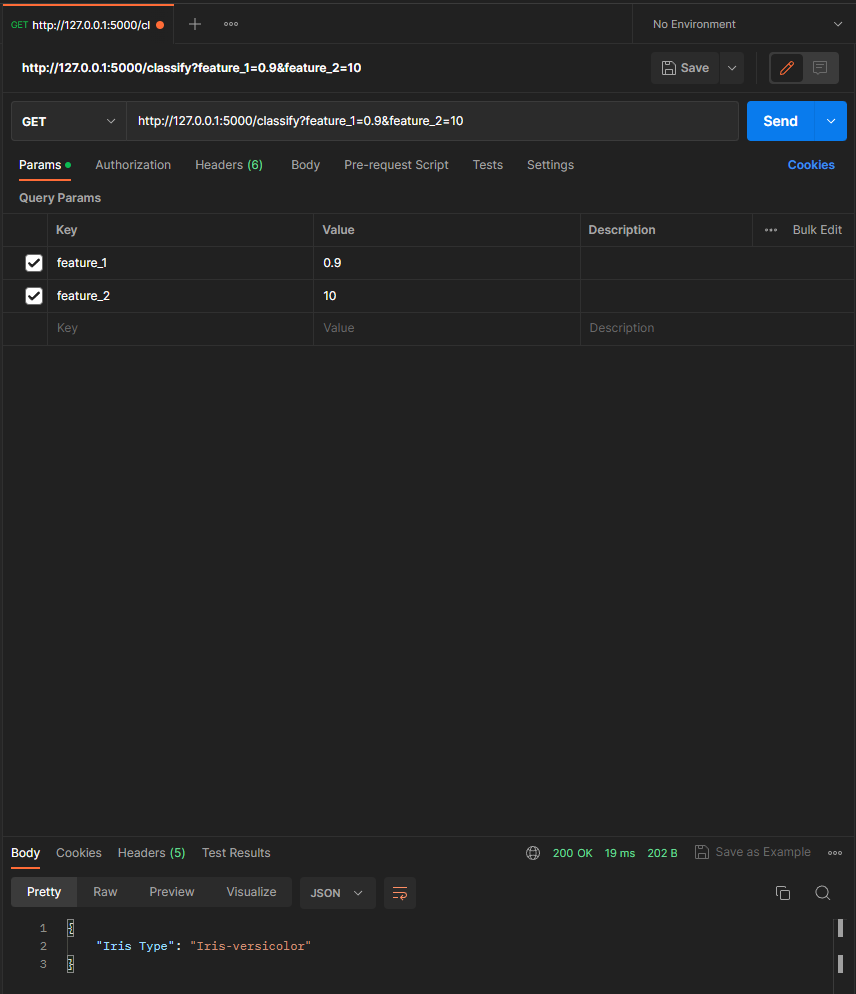 GET http://127.0.0.1:5000/cl
No Environment
http://127.0.0.1:5000/classify?feature_1=0.9&feature_2=10
Save
GET http://127.0.0.1:5000/classify?feature_1=0.9&feature_2=10 Send
Params Authorization Headers (6) Body Pre-request Script Tests Settings Cookies
Query Params
Key Value Description Bulk Edit
feature_1 0.9
feature_2 10
Key Value Description
Body Cookies Headers (5) Test Results 200 OK 19 ms 202 B Save as Example
Pretty Raw Preview Visualize JSON
1 {
2 "Iris Type": "Iris-versicolor"
3 }